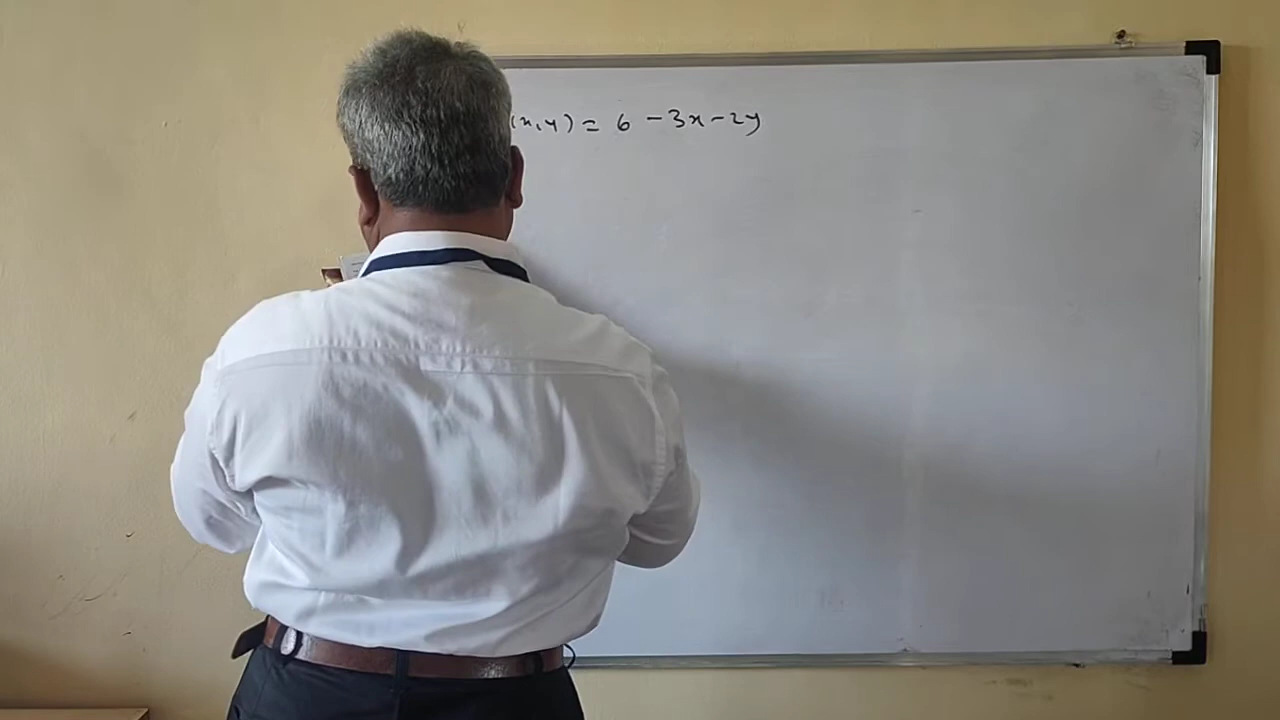 (x,y) = 6 - 3x - 2y